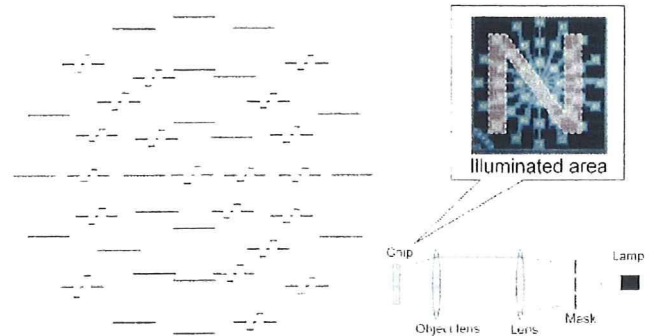 N
Illuminated area
Chip
Lamp
Object lens
Lens
Mask